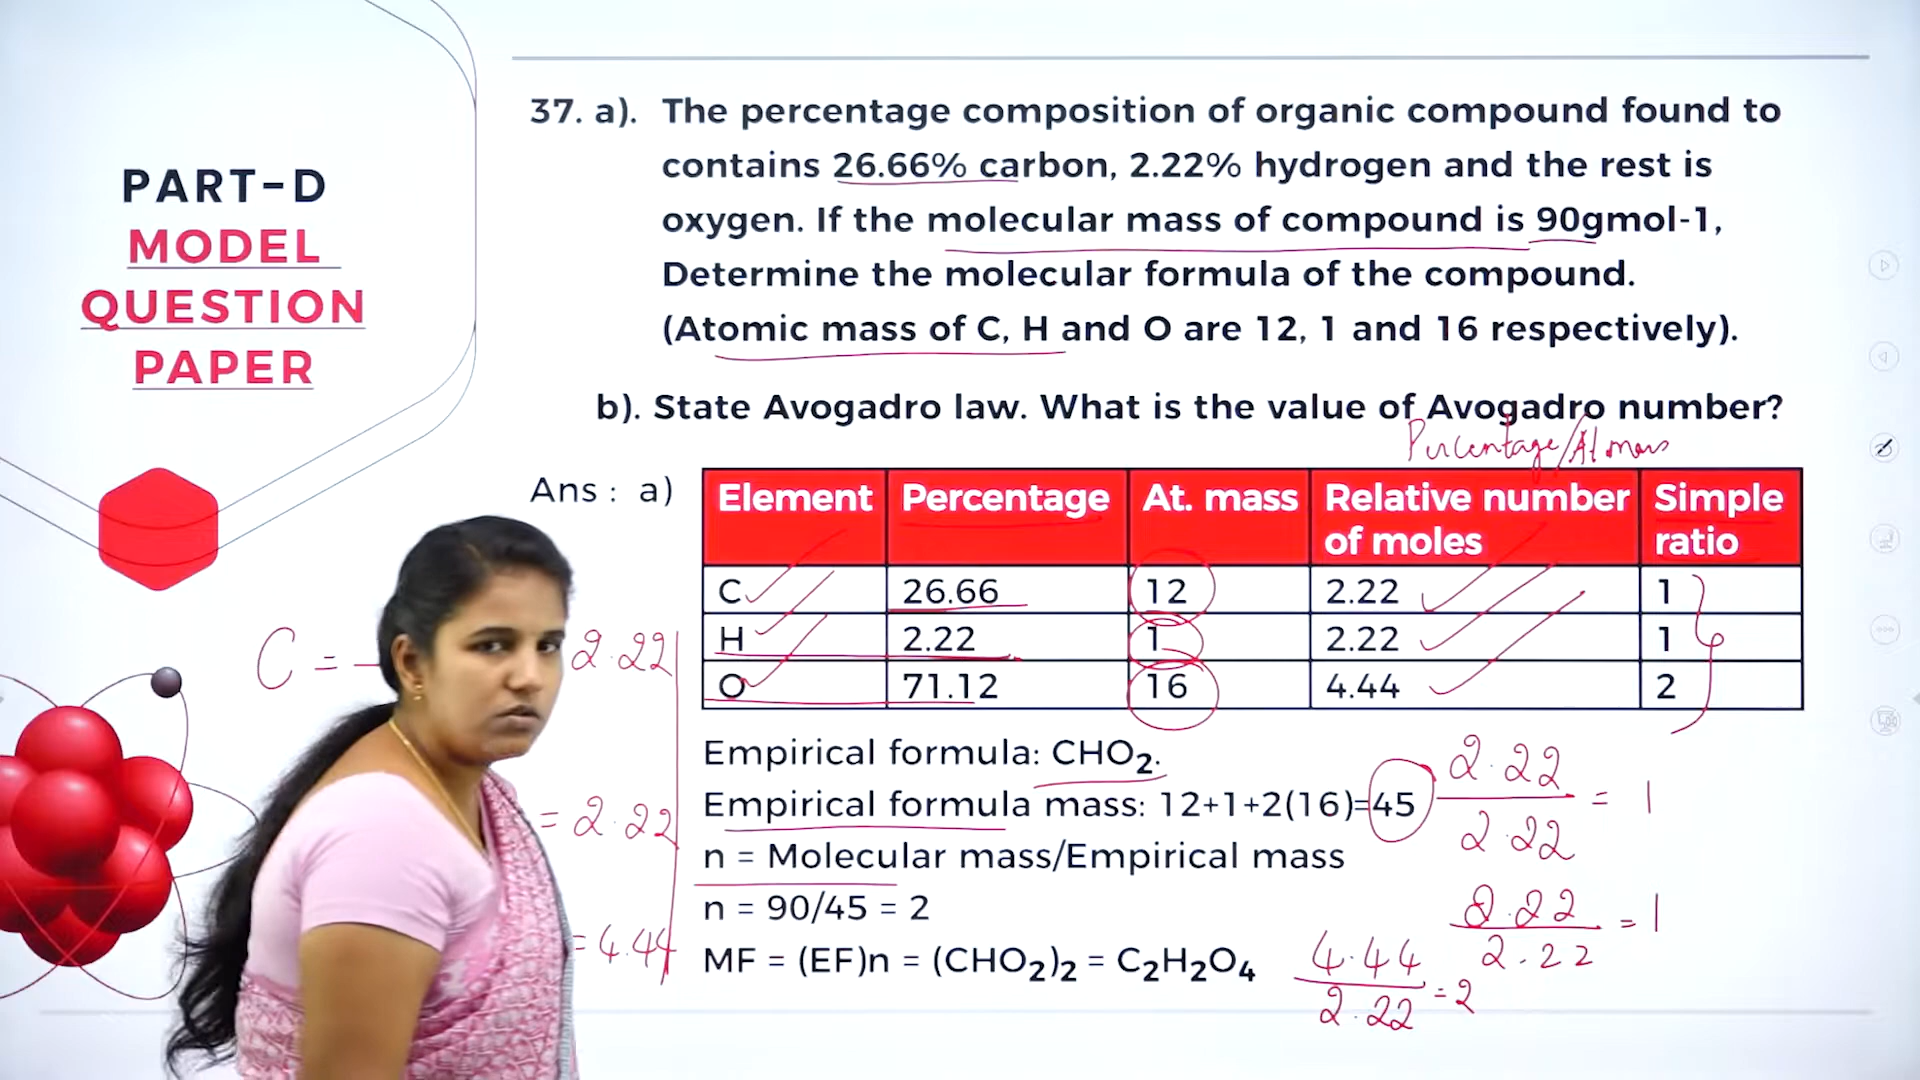 PART-D
MODEL
QUESTION
PAPER
37. a). The percentage composition of organic compound found to
contains 26.66% carbon, 2.22% hydrogen and the rest is
oxygen. If the molecular mass of compound is 90gmol-1,
Determine the molecular formula of the compound.
(Atomic mass of C, H and O are 12, 1 and 16 respectively).
b). State Avogadro law. What is the value of Avogadro number?
Percentage/At mass
Ans : a)
Element Percentage At. mass Relative number of moles Simple ratio
C 26.66 12 2.22 1
H 2.22 1 2.22 1
O 71.12 16 4.44 2
C = 2.22
= 2.22
= 4.44
Empirical formula: CHO₂.
Empirical formula mass: 12+1+2(16)=45
n = Molecular mass/Empirical mass
n = 90/45 = 2
MF = (EF)n = (CHO₂)₂ = C₂H₂O₄
2.22
2.22 = 1
2.22
2.22 = 1
4.44
2.22 = 2